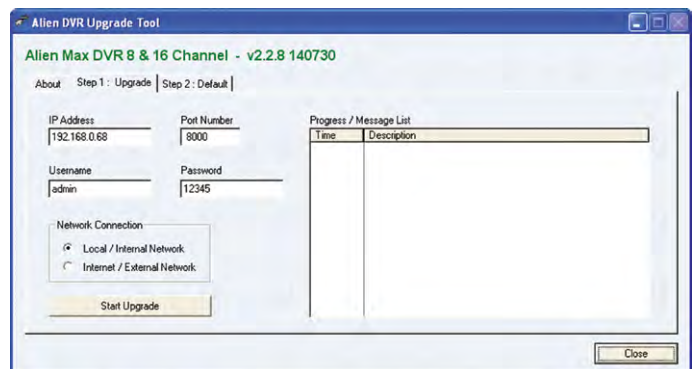 Alien DVR Upgrade Tool
Alien Max DVR 8 & 16 Channel - v2.2.8 140730
About Step 1 : Upgrade Step 2 : Default
IP Address Port Number
192.168.0.68 8000
Username Password
admin 12345
Network Connection
Local / Internal Network
Internet / External Network
Start Upgrade
Progress / Message List
Time Description
Close